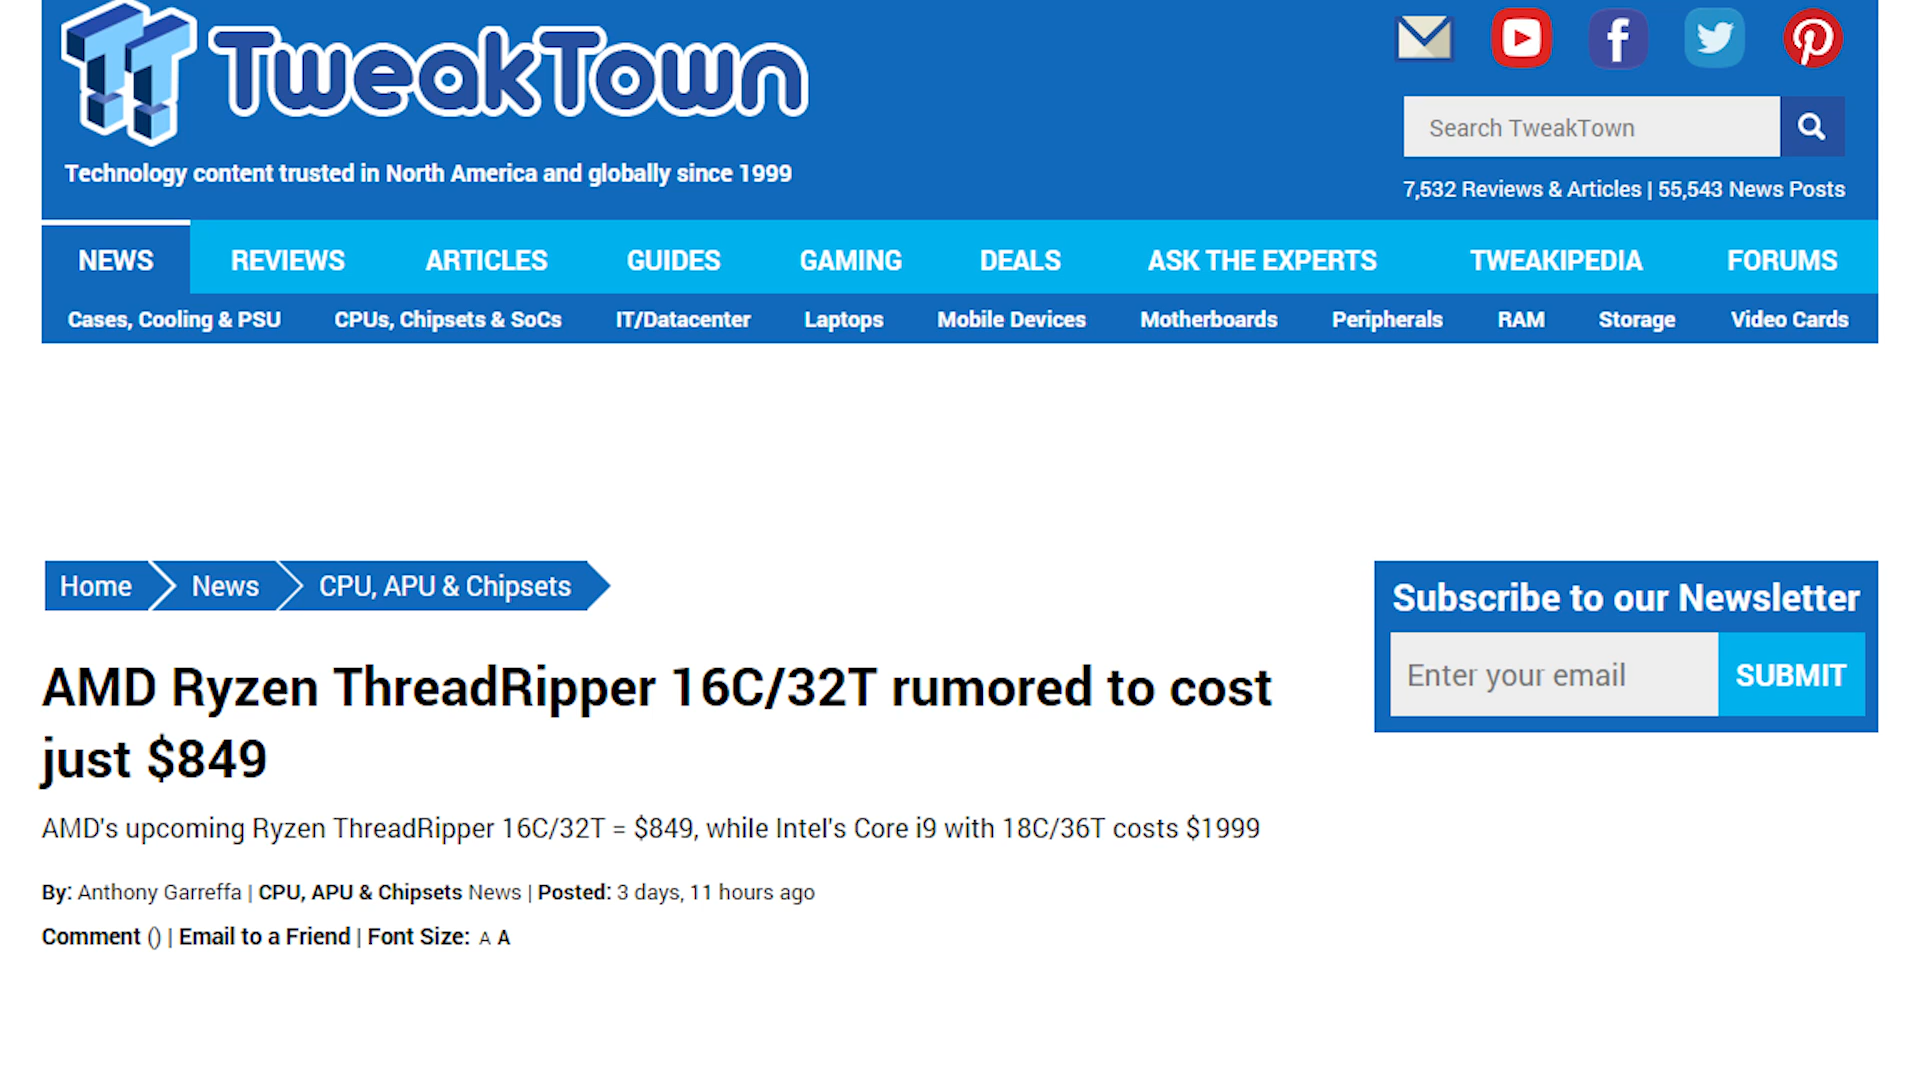 TweakTown
Technology content trusted in North America and globally since 1999
Search TweakTown
7,532 Reviews & Articles | 55,543 News Posts
NEWS REVIEWS ARTICLES GUIDES GAMING DEALS ASK THE EXPERTS TWEAKIPEDIA FORUMS
Cases, Cooling & PSU CPUs, Chipsets & SoCs IT/Datacenter Laptops Mobile Devices Motherboards Peripherals RAM Storage Video Cards
Home News CPU, APU & Chipsets
Subscribe to our Newsletter
Enter your email SUBMIT
AMD Ryzen ThreadRipper 16C/32T rumored to cost
just $849
AMD's upcoming Ryzen ThreadRipper 16C/32T = $849, while Intel's Core i9 with 18C/36T costs $1999
By: Anthony Garreffa | CPU, APU & Chipsets News | Posted: 3 days, 11 hours ago
Comment () | Email to a Friend | Font Size: A A